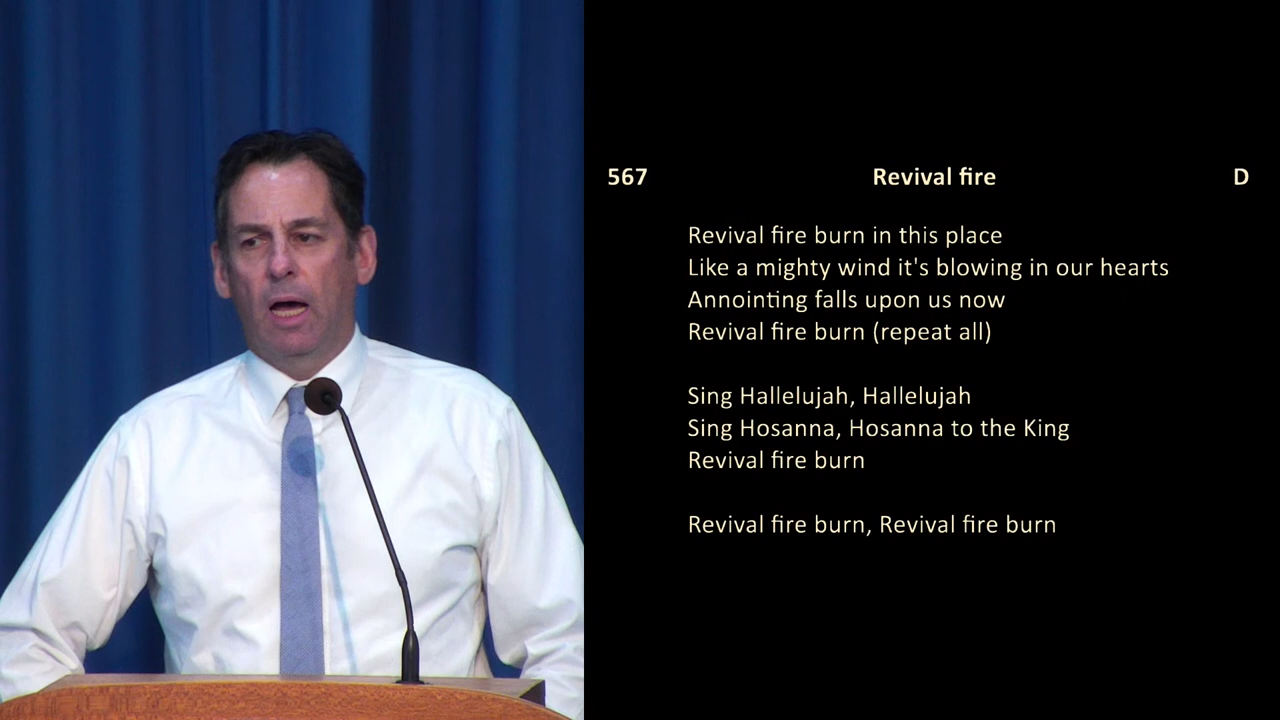 567 Revival fire D
Revival fire burn in this place
Like a mighty wind it's blowing in our hearts
Annointing falls upon us now
Revival fire burn (repeat all)
Sing Hallelujah, Hallelujah
Sing Hosanna, Hosanna to the King
Revival fire burn
Revival fire burn, Revival fire burn